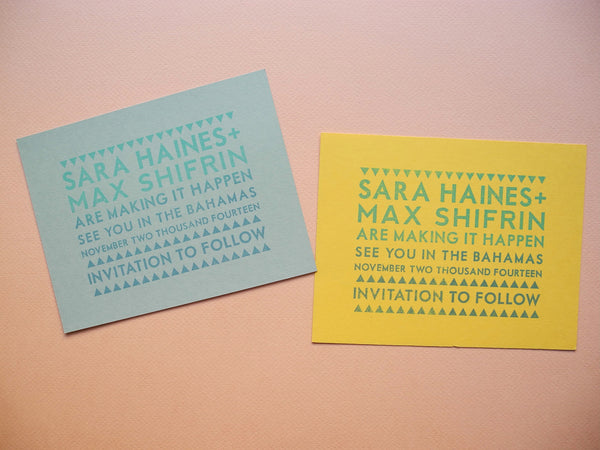 SARA HAINES+
MAX SHIFRIN
ARE MAKING IT HAPPEN
SEE YOU IN THE BAHAMAS
NOVEMBER TWO THOUSAND FOURTEEN
INVITATION TO FOLLOW
SARA HAINES+
MAX SHIFRIN
ARE MAKING IT HAPPEN
SEE YOU IN THE BAHAMAS
NOVEMBER TWO THOUSAND FOURTEEN
INVITATION TO FOLLOW